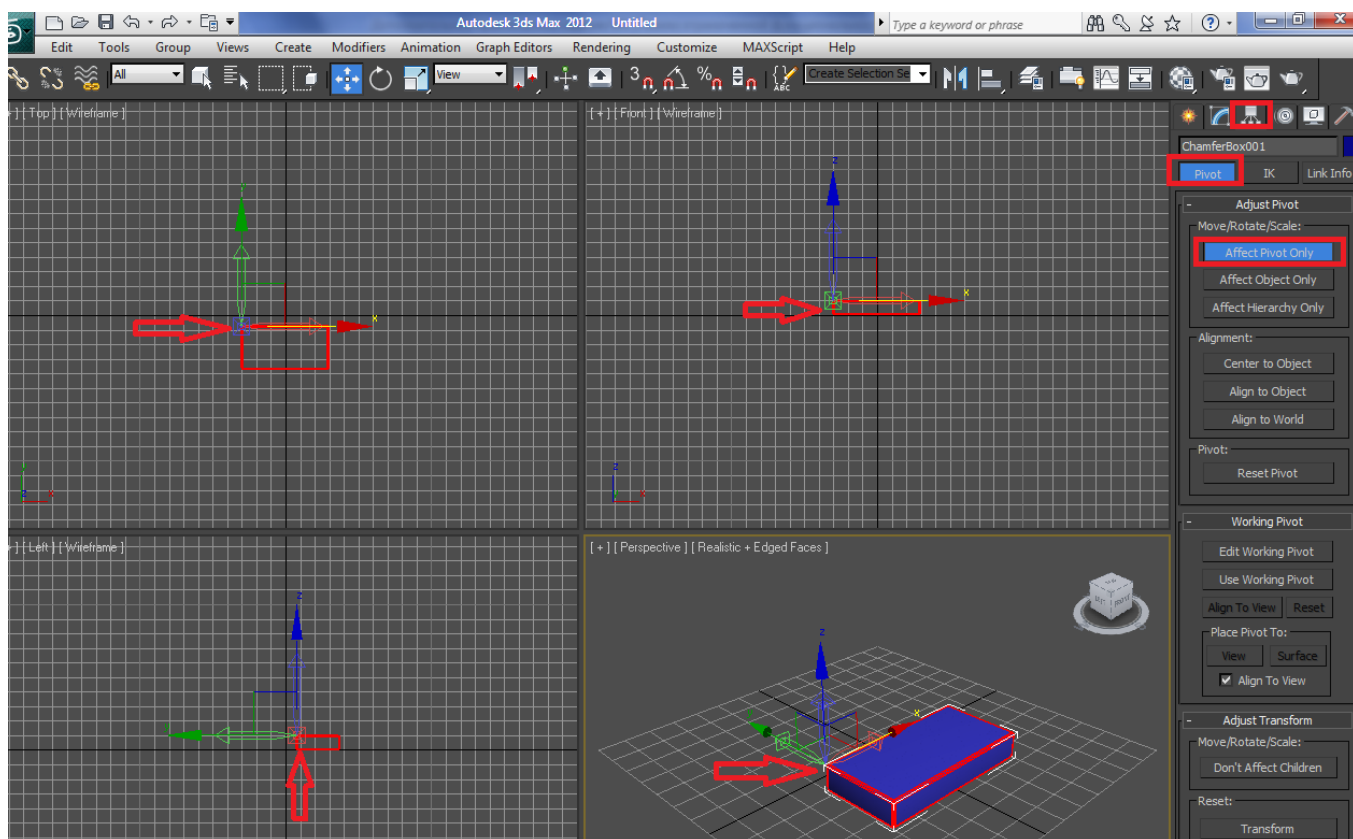 Autodesk 3ds Max 2012 Untitled
Type a keyword or phrase
Edit Tools Group Views Create Modifiers Animation Graph Editors Rendering Customize MAXScript Help
All
View
3
%
ABC
Create Selection Se
[ Top ] [ Wireframe ]
[ + ] [ Front ] [ Wireframe ]
ChamferBox001
Pivot IK Link Info
Adjust Pivot
Move/Rotate/Scale:
Affect Pivot Only
Affect Object Only
Affect Hierarchy Only
Alignment:
Center to Object
Align to Object
Align to World
Pivot:
Reset Pivot
z
x
x
z
x
z
x
] [ Left ] [ Wireframe ]
[ + ] [ Perspective ] [ Realistic + Edged Faces ]
Working Pivot
Edit Working Pivot
Use Working Pivot
Align To View Reset
Place Pivot To:
View Surface
Align To View
z
z
x
Adjust Transform
Move/Rotate/Scale:
Don't Affect Children
Reset:
Transform